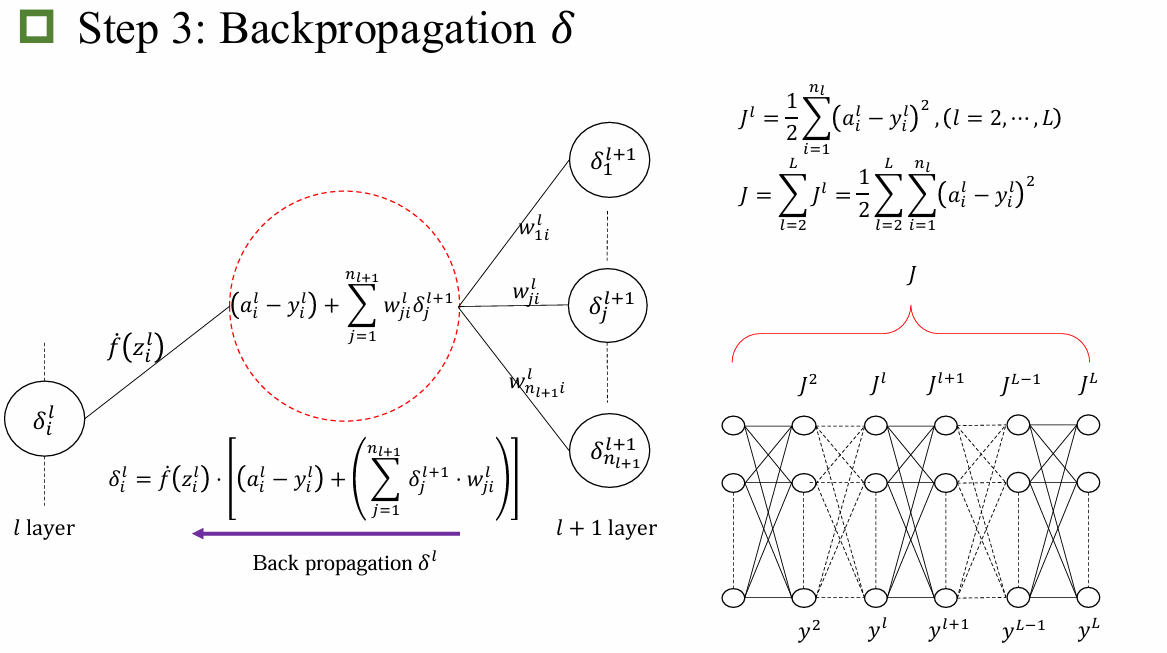 Step 3: Backpropagation δ
J^l = 1/2 ∑_{i=1}^{n_l} (a_i^l − y_i^l)^2 , (l = 2, ⋯ , L)
J = ∑_{l=2}^{L} J^l = 1/2 ∑_{l=2}^{L} ∑_{i=1}^{n_l} (a_i^l − y_i^l)^2
δ_1^{l+1}
w_{1i}^l
(a_i^l − y_i^l) + ∑_{j=1}^{n_{l+1}} w_{ji}^l δ_j^{l+1}
w_{ji}^l
δ_j^{l+1}
ḟ(z_i^l)
w_{n_{l+1}i}^l
δ_i^l
δ_{n_{l+1}}^{l+1}
δ_i^l = ḟ(z_i^l) · [(a_i^l − y_i^l) + (∑_{j=1}^{n_{l+1}} δ_j^{l+1} · w_{ji}^l)]
l layer
l + 1 layer
Back propagation δ^l
J
J^2 J^l J^{l+1} J^{L−1} J^L
y^2 y^l y^{l+1} y^{L−1} y^L